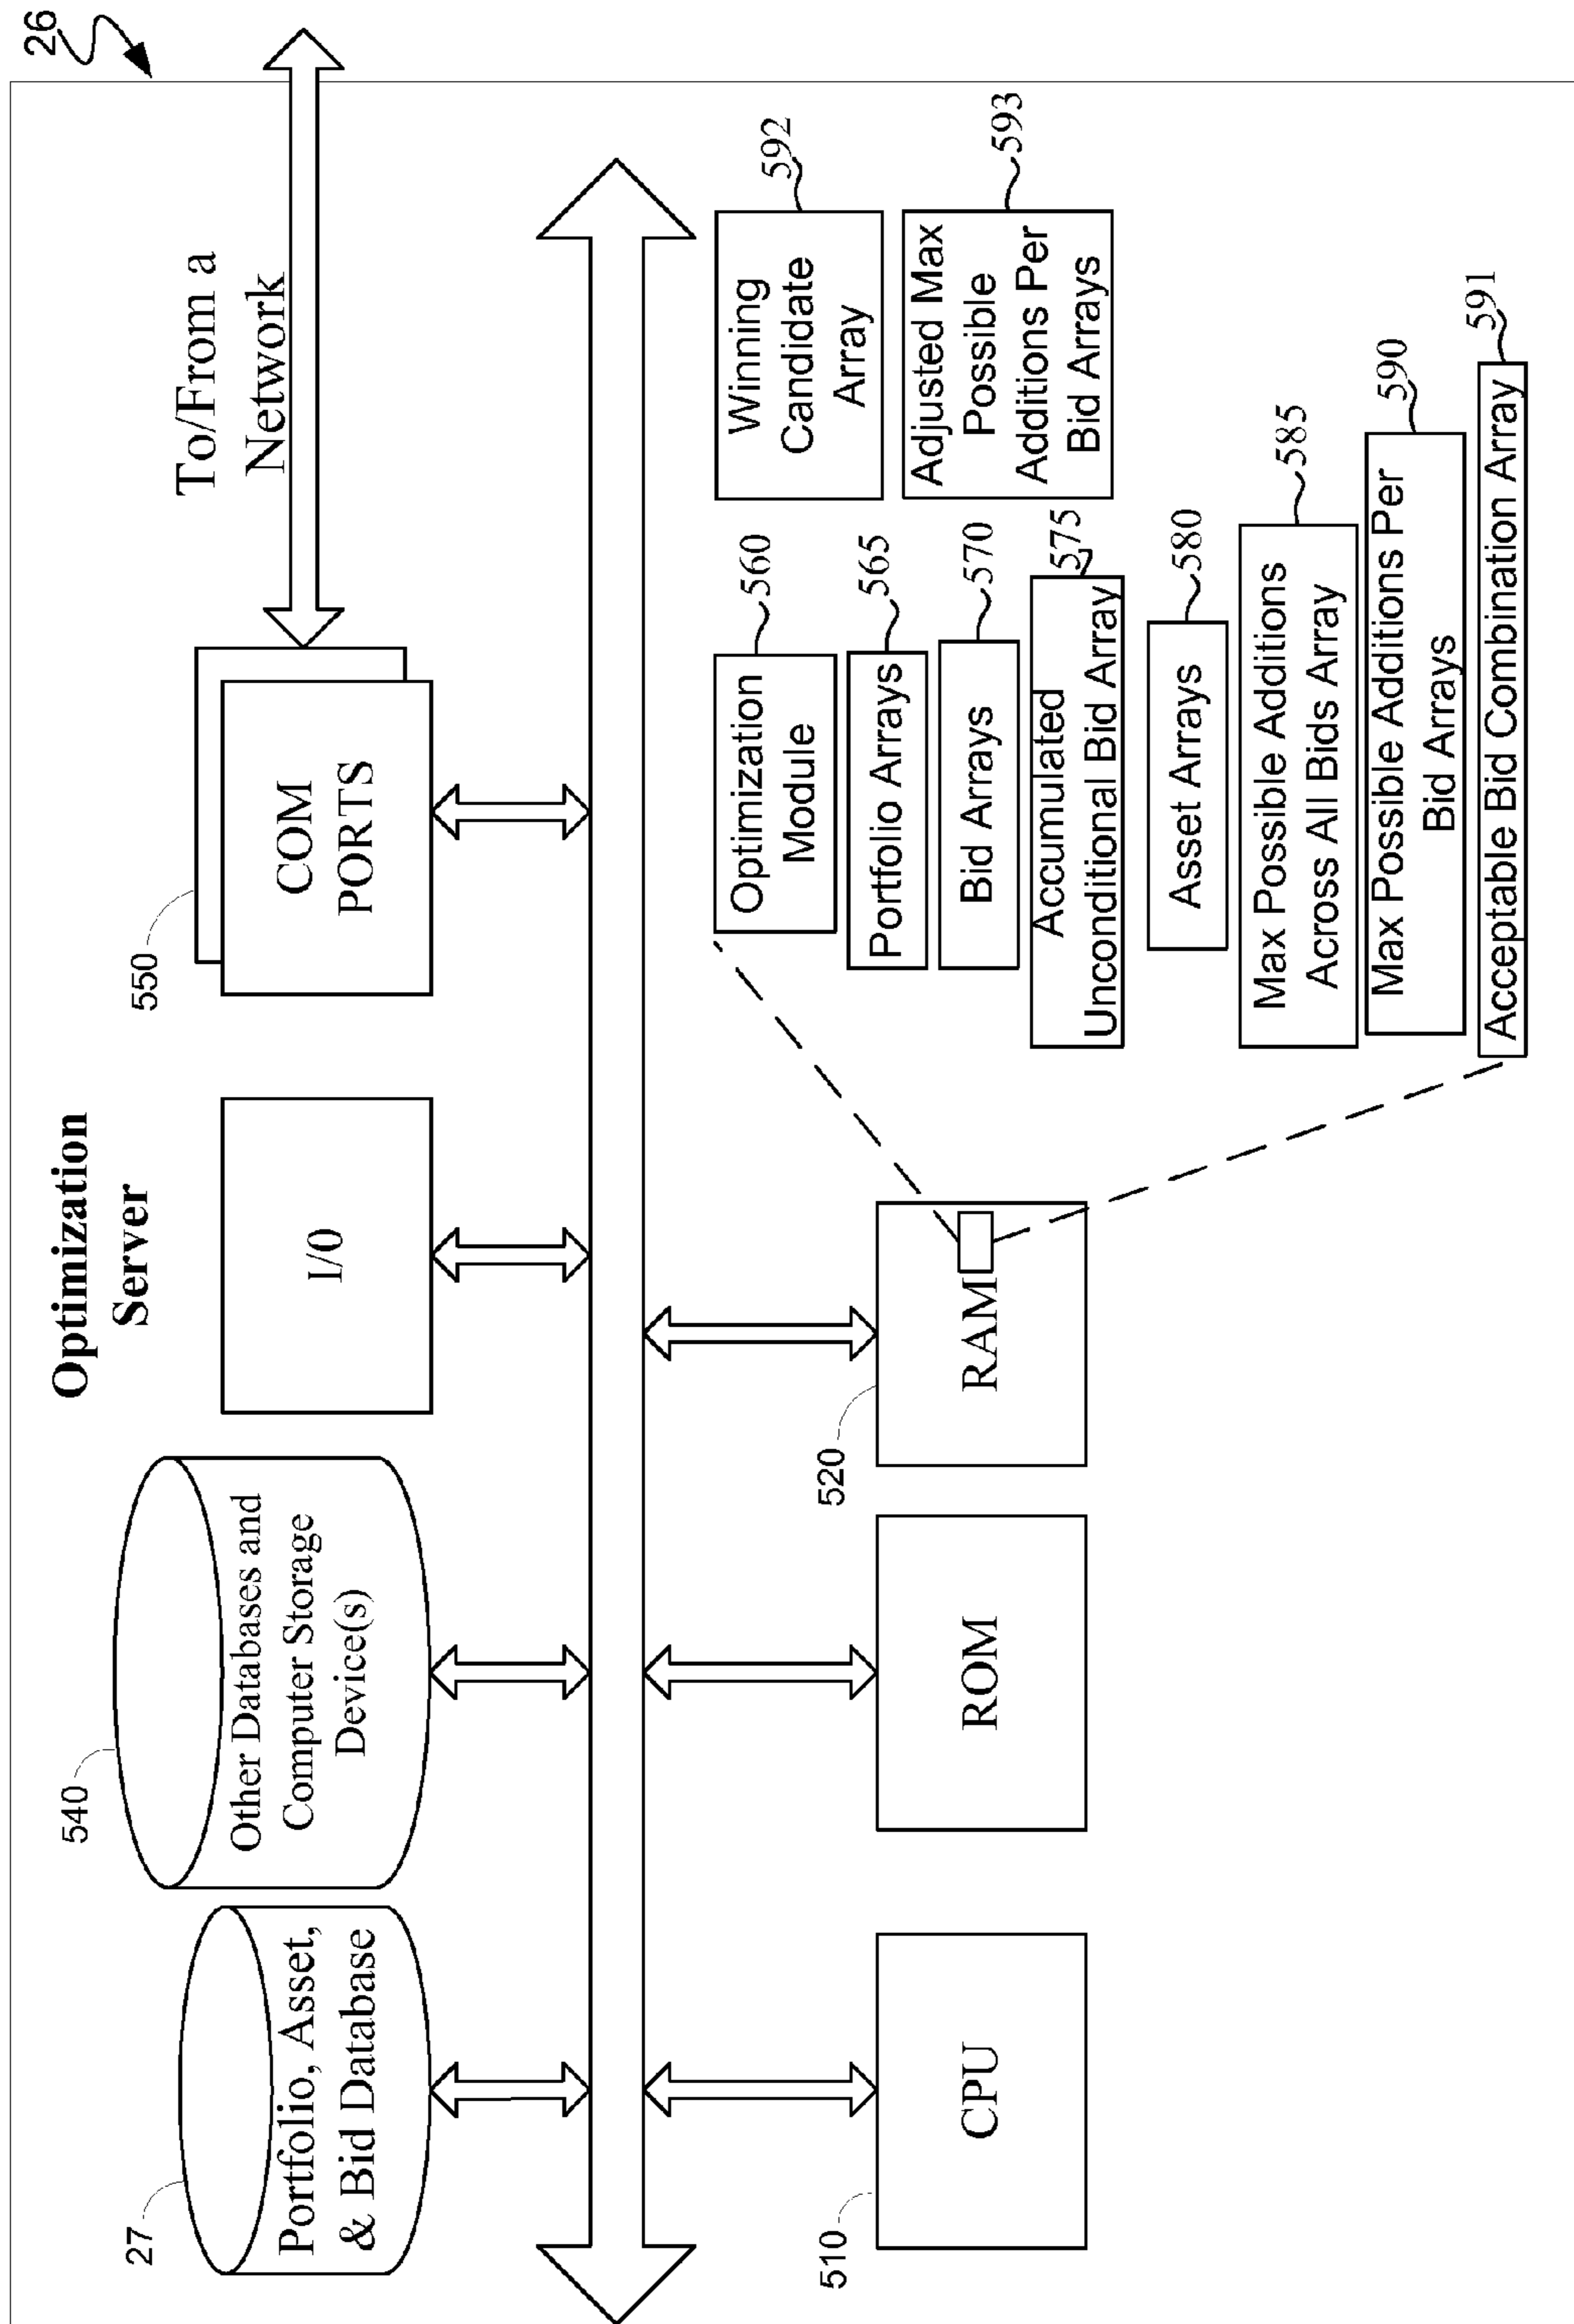 26
Optimization
Server
To/From a
Network
27
Portfolio, Asset,
& Bid Database
540
Other Databases and
Computer Storage
Device(s)
I/0
550
COM
PORTS
510
CPU
ROM
520
RAM
Optimization
Module
560
Portfolio Arrays
565
Bid Arrays
570
Accumulated
Unconditional Bid Array
575
Asset Arrays
580
Max Possible Additions
Across All Bids Array
585
Max Possible Additions Per
Bid Arrays
590
Acceptable Bid Combination Array
591
Winning
Candidate
Array
592
Adjusted Max
Possible
Additions Per
Bid Arrays
593